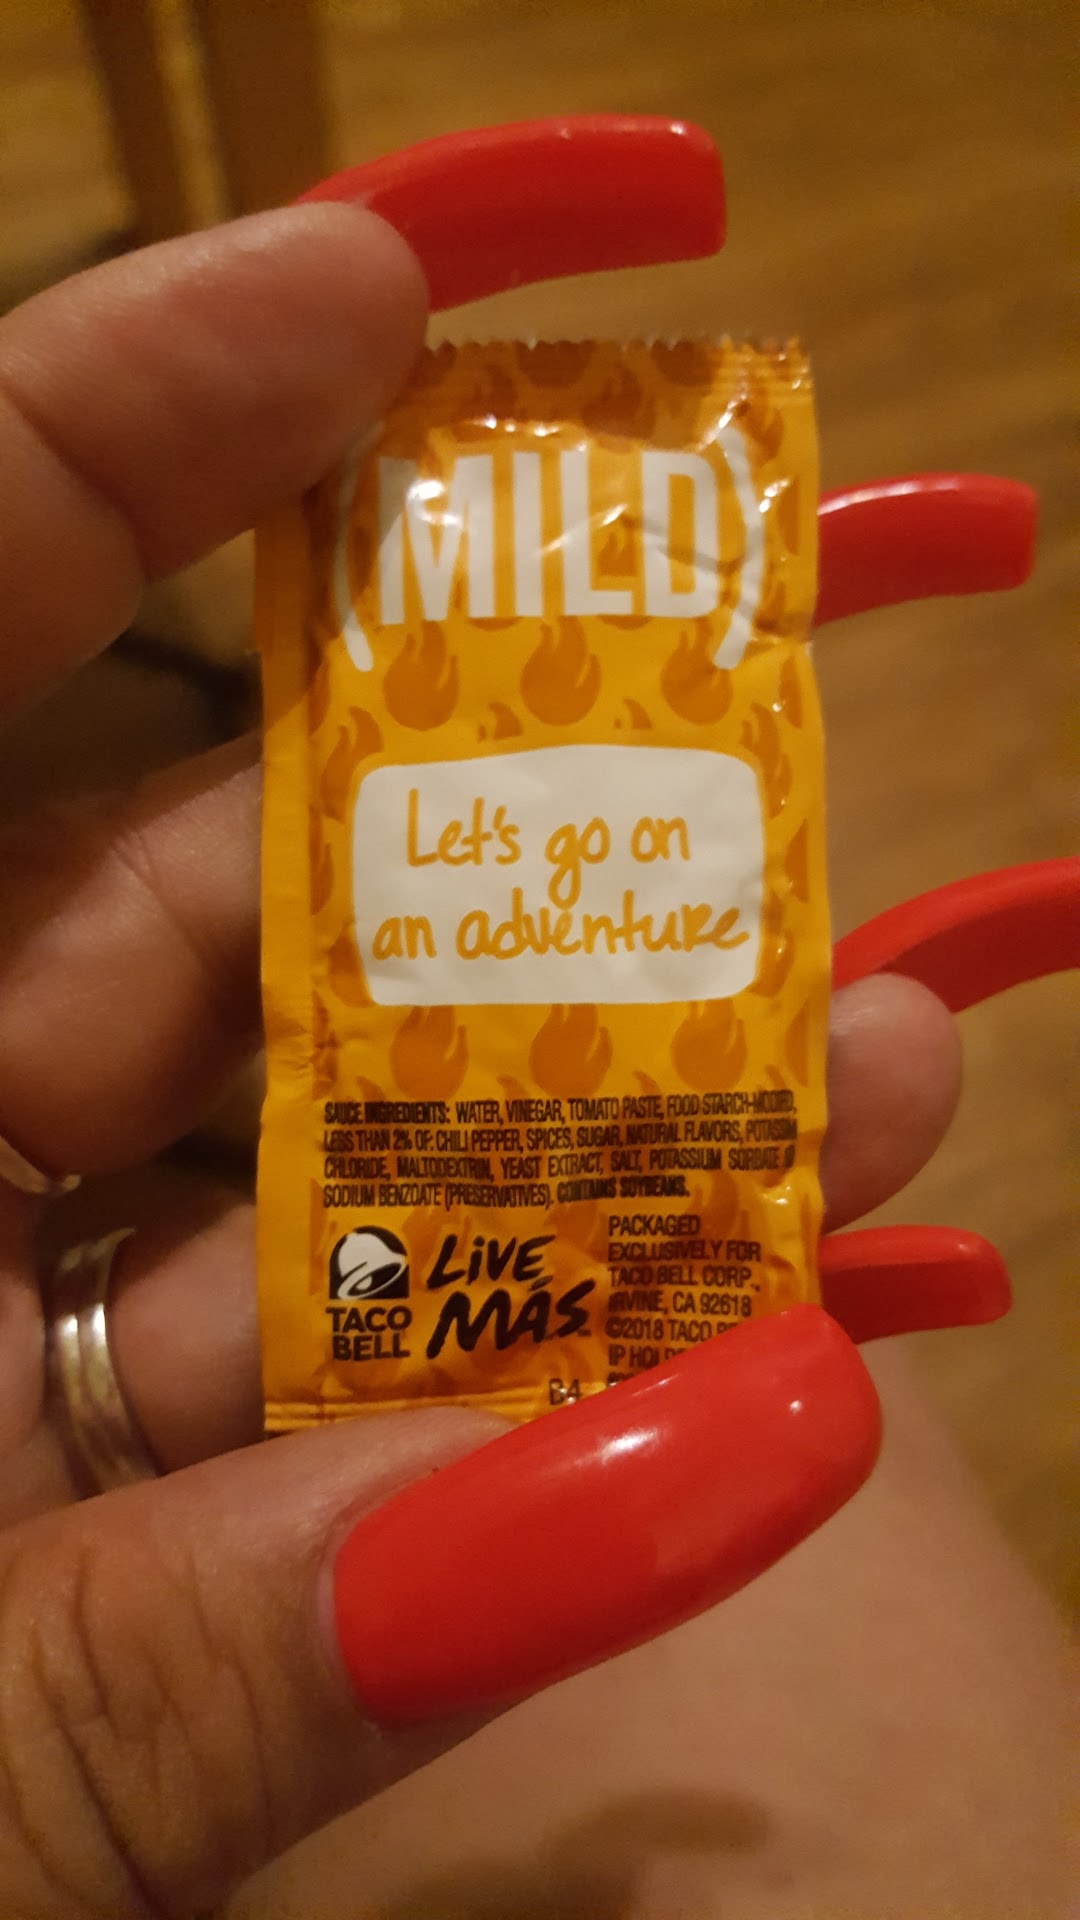 (MILD)
Let's go on
an adventure
SAUCE INGREDIENTS: WATER, VINEGAR, TOMATO PASTE, FOOD STARCH-MODIFIED,
LESS THAN 2% OF: CHILI PEPPER, SPICES, SUGAR, NATURAL FLAVORS, POTASSIUM
CHLORIDE, MALTODEXTRIN, YEAST EXTRACT, SALT, POTASSIUM SORBATE
SODIUM BENZOATE (PRESERVATIVES). CONTAINS SOYBEANS.
TACO
BELL
LIVE
MÁS
PACKAGED
EXCLUSIVELY FOR
TACO BELL CORP.,
IRVINE, CA 92618
©2018 TACO
IP
B4